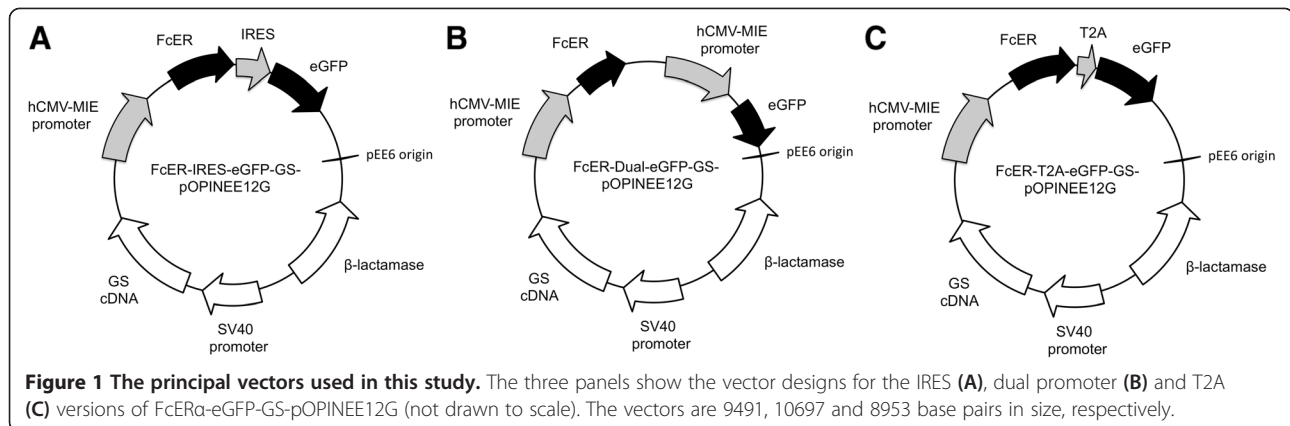 A
FcER
IRES
eGFP
hCMV-MIE
promoter
pEE6 origin
FcER-IRES-eGFP-GS-
pOPINEE12G
β-lactamase
GS
cDNA
SV40
promoter
B
hCMV-MIE
promoter
FcER
hCMV-MIE
promoter
eGFP
pEE6 origin
FcER-Dual-eGFP-GS-
pOPINEE12G
β-lactamase
GS
cDNA
SV40
promoter
C
T2A
FcER
eGFP
hCMV-MIE
promoter
pEE6 origin
FcER-T2A-eGFP-GS-
pOPINEE12G
β-lactamase
GS
cDNA
SV40
promoter
Figure 1 The principal vectors used in this study. The three panels show the vector designs for the IRES (A), dual promoter (B) and T2A
(C) versions of FcERα-eGFP-GS-pOPINEE12G (not drawn to scale). The vectors are 9491, 10697 and 8953 base pairs in size, respectively.